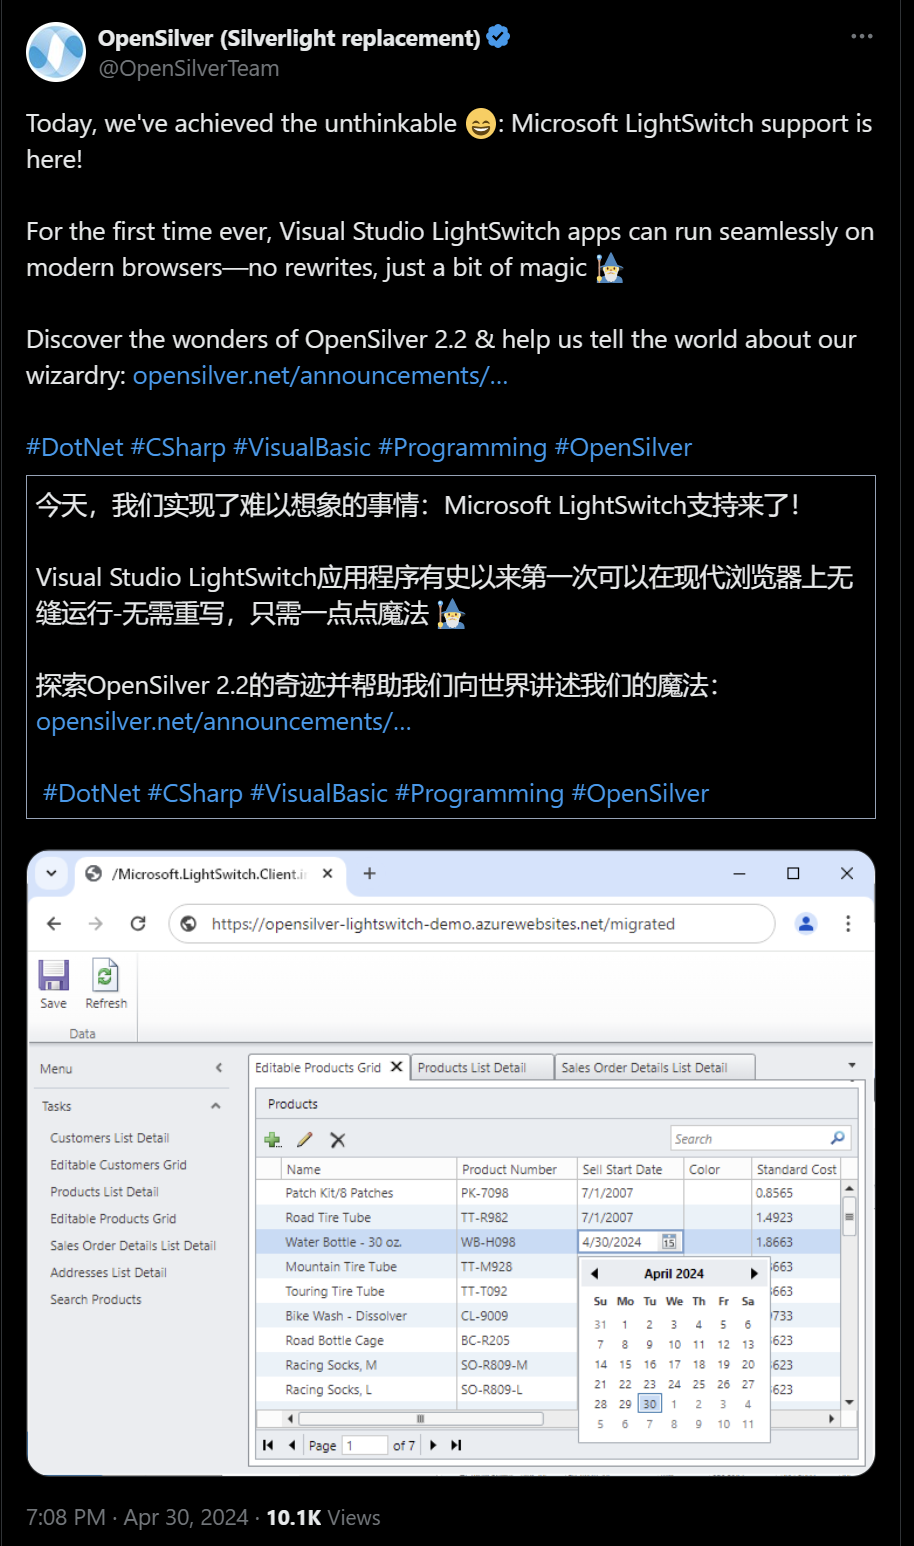 OpenSilver (Silverlight replacement)
@OpenSilverTeam
Today, we've achieved the unthinkable 😄: Microsoft LightSwitch support is
here!
For the first time ever, Visual Studio LightSwitch apps can run seamlessly on
modern browsers—no rewrites, just a bit of magic 🧙‍♂️
Discover the wonders of OpenSilver 2.2 & help us tell the world about our
wizardry: opensilver.net/announcements/…
#DotNet #CSharp #VisualBasic #Programming #OpenSilver
今天，我们实现了难以想象的事情：Microsoft LightSwitch支持来了！
Visual Studio LightSwitch应用程序有史以来第一次可以在现代浏览器上无
缝运行-无需重写，只需一点点魔法 🧙‍♂️
探索OpenSilver 2.2的奇迹并帮助我们向世界讲述我们的魔法：
opensilver.net/announcements/…
#DotNet #CSharp #VisualBasic #Programming #OpenSilver
/Microsoft.LightSwitch.Client.
https://opensilver-lightswitch-demo.azurewebsites.net/migrated
Save Refresh
Data
Menu
Tasks
Customers List Detail
Editable Customers Grid
Products List Detail
Editable Products Grid
Sales Order Details List Detail
Addresses List Detail
Search Products
Editable Products Grid Products List Detail Sales Order Details List Detail
Products
Search
Name Product Number Sell Start Date Color Standard Cost
Patch Kit/8 Patches PK-7098 7/1/2007 0.8565
Road Tire Tube TT-R982 7/1/2007 1.4923
Water Bottle - 30 oz. WB-H098 4/30/2024 15 1.8663
Mountain Tire Tube TT-M928 663
Touring Tire Tube TT-T092 663
Bike Wash - Dissolver CL-9009 733
Road Bottle Cage BC-R205 623
Racing Socks, M SO-R809-M 623
Racing Socks, L SO-R809-L 623
April 2024
Su Mo Tu We Th Fr Sa
31 1 2 3 4 5 6
7 8 9 10 11 12 13
14 15 16 17 18 19 20
21 22 23 24 25 26 27
28 29 30 1 2 3 4
5 6 7 8 9 10 11
Page 1 of 7
7:08 PM · Apr 30, 2024 · 10.1K Views